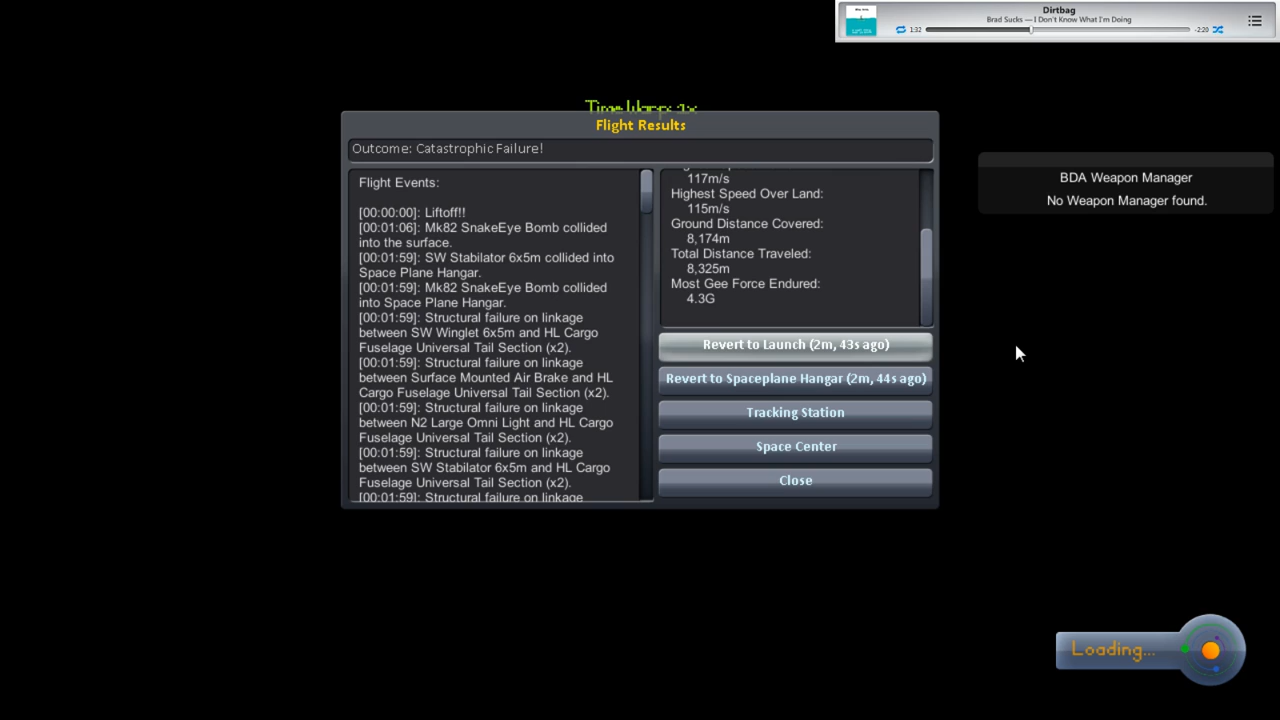 Dirtbag
Brad Sucks — I Don't Know What I'm Doing
1:32
-2:20
Time Warp: 1x
Flight Results
Outcome: Catastrophic Failure!
Flight Events:
[00:00:00]: Liftoff!!
[00:01:06]: Mk82 SnakeEye Bomb collided
into the surface.
[00:01:59]: SW Stabilator 6x5m collided into
Space Plane Hangar.
[00:01:59]: Mk82 SnakeEye Bomb collided
into Space Plane Hangar.
[00:01:59]: Structural failure on linkage
between SW Winglet 6x5m and HL Cargo
Fuselage Universal Tail Section (x2).
[00:01:59]: Structural failure on linkage
between Surface Mounted Air Brake and HL
Cargo Fuselage Universal Tail Section (x2).
[00:01:59]: Structural failure on linkage
between N2 Large Omni Light and HL Cargo
Fuselage Universal Tail Section (x2).
[00:01:59]: Structural failure on linkage
between SW Stabilator 6x5m and HL Cargo
Fuselage Universal Tail Section (x2).
[00:01:59]: Structural failure on linkage
117m/s
Highest Speed Over Land:
115m/s
Ground Distance Covered:
8,174m
Total Distance Traveled:
8,325m
Most Gee Force Endured:
4.3G
Revert to Launch (2m, 43s ago)
Revert to Spaceplane Hangar (2m, 44s ago)
Tracking Station
Space Center
Close
BDA Weapon Manager
No Weapon Manager found.
Loading...